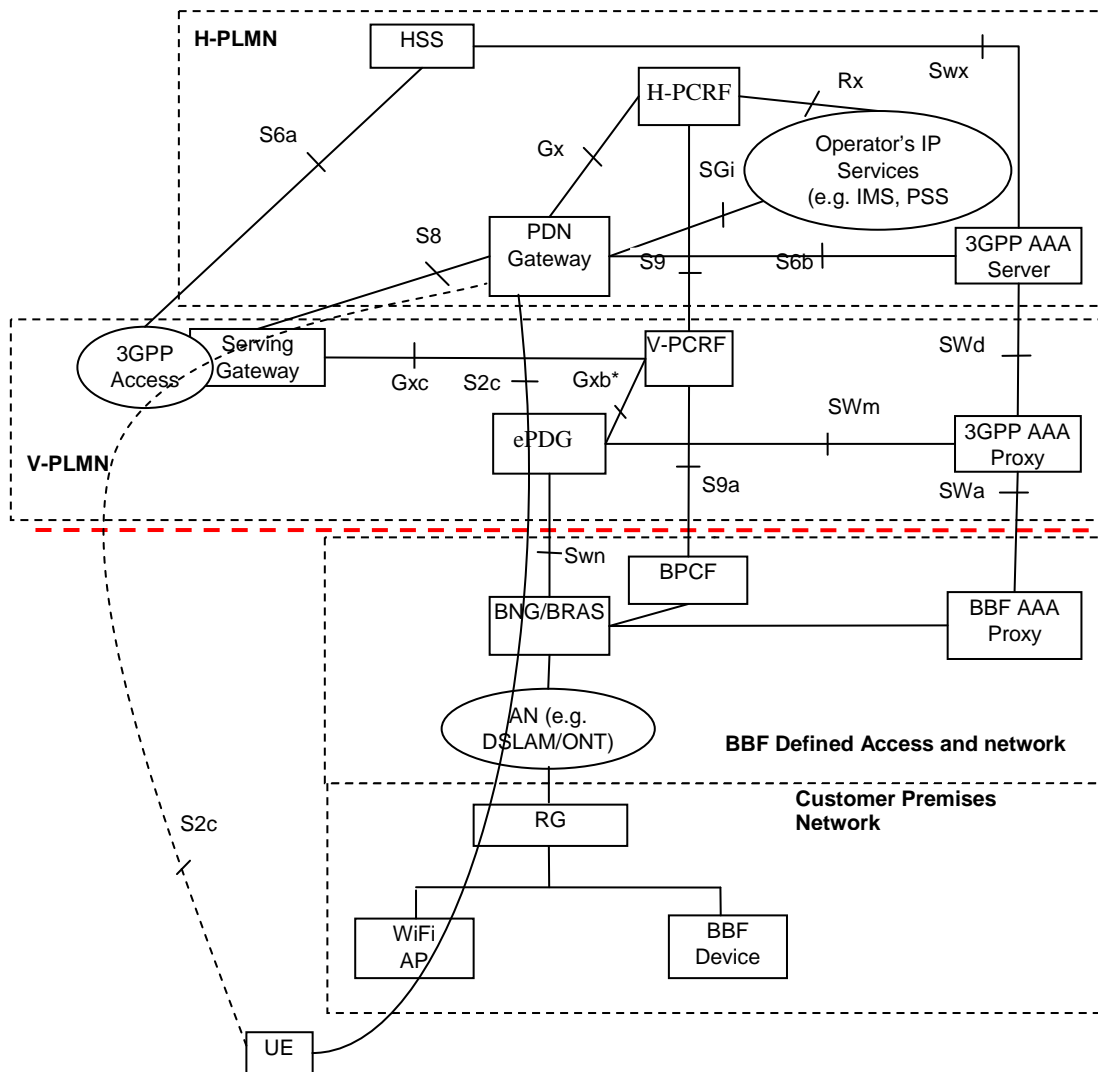 H-PLMN
HSS
Swx
H-PCRF
Rx
S6a
Gx
Operator's IP
Services
(e.g. IMS, PSS
SGi
S8
PDN
Gateway
S9
S6b
3GPP AAA
Server
3GPP
Access
Serving
Gateway
V-PCRF
SWd
Gxc
S2c
Gxb*
SWm
ePDG
3GPP AAA
Proxy
V-PLMN
S9a
SWa
Swn
BPCF
BNG/BRAS
BBF AAA
Proxy
AN (e.g.
DSLAM/ONT)
BBF Defined Access and network
Customer Premises
Network
RG
S2c
WiFi
AP
BBF
Device
UE